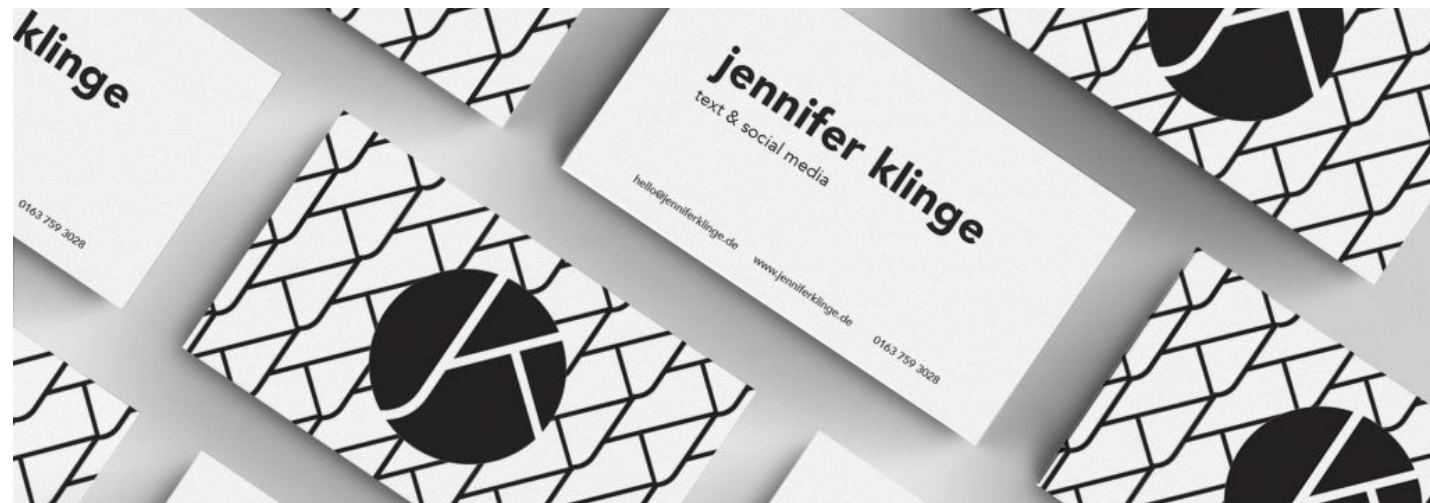 klinge
0163 759 3028
jennifer klinge
text & social media
hello@jenniferklinge.de www.jenniferklinge.de 0163 759 3028